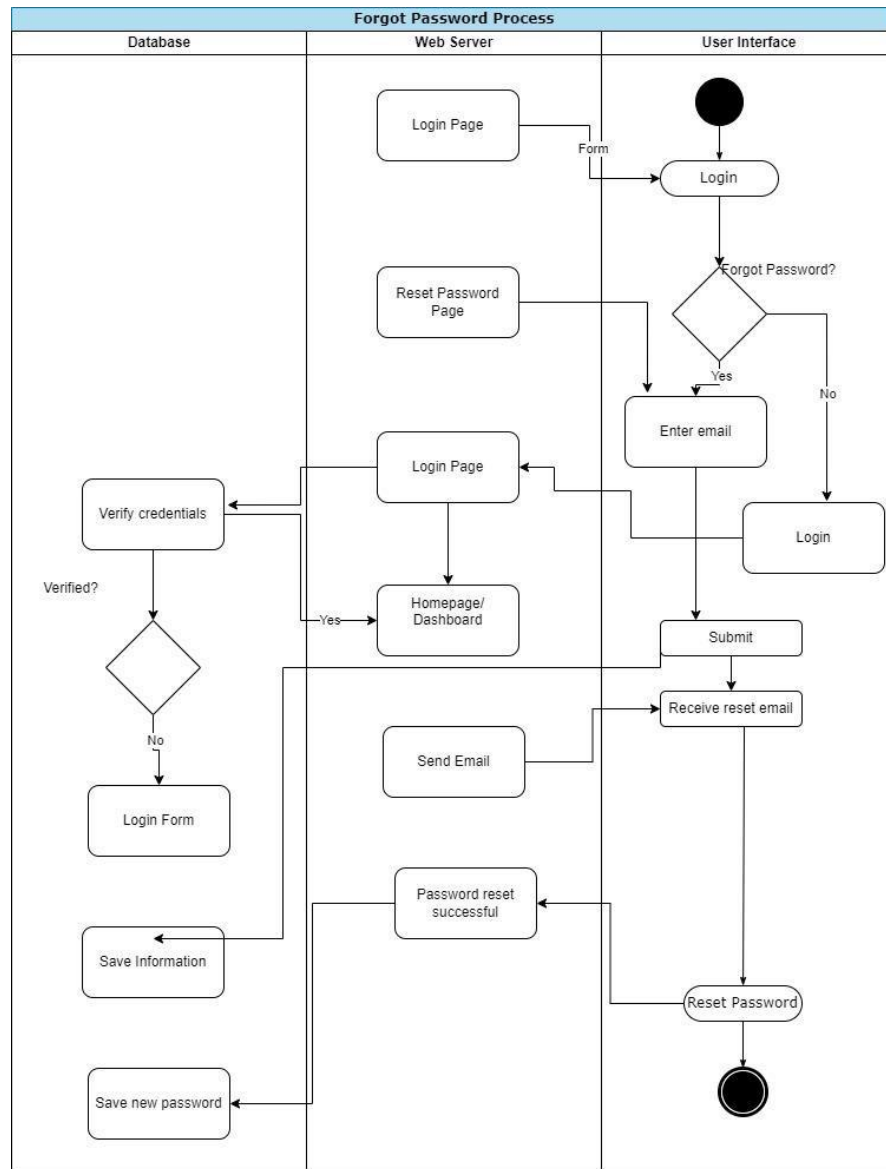 Forgot Password Process
Database
Web Server
User Interface
Login Page
Form
Login
Forgot Password?
Reset Password
Page
Yes
No
Enter email
Login Page
Verify credentials
Login
Verified?
Homepage/
Dashboard
Yes
Submit
Receive reset email
No
Send Email
Login Form
Password reset
successful
Save Information
Reset Password
Save new password